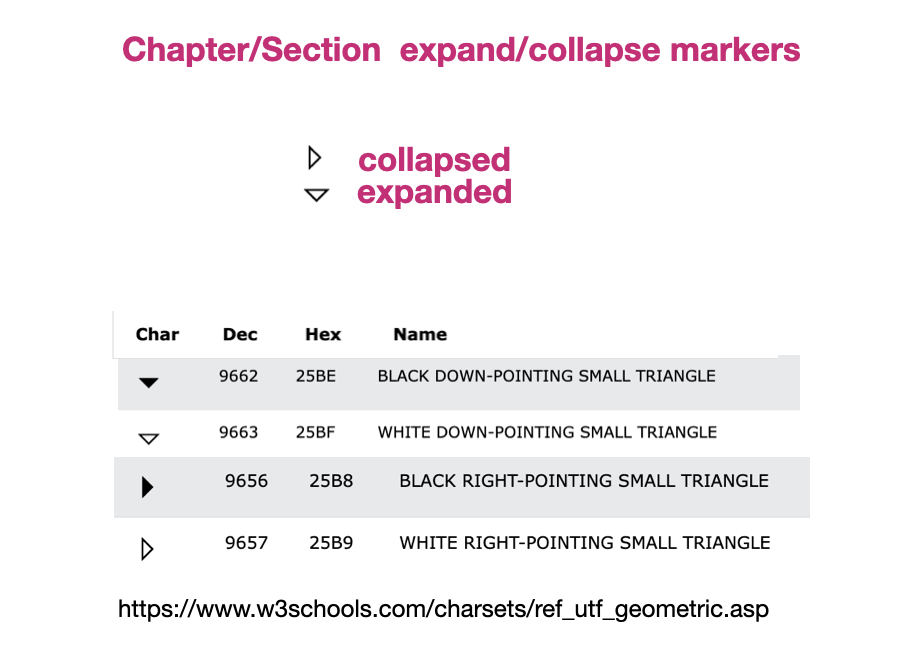 Chapter/Section expand/collapse markers
▹ collapsed
▿ expanded
Char Dec Hex Name
▾ 9662 25BE BLACK DOWN-POINTING SMALL TRIANGLE
▿ 9663 25BF WHITE DOWN-POINTING SMALL TRIANGLE
▸ 9656 25B8 BLACK RIGHT-POINTING SMALL TRIANGLE
▹ 9657 25B9 WHITE RIGHT-POINTING SMALL TRIANGLE
https://www.w3schools.com/charsets/ref_utf_geometric.asp